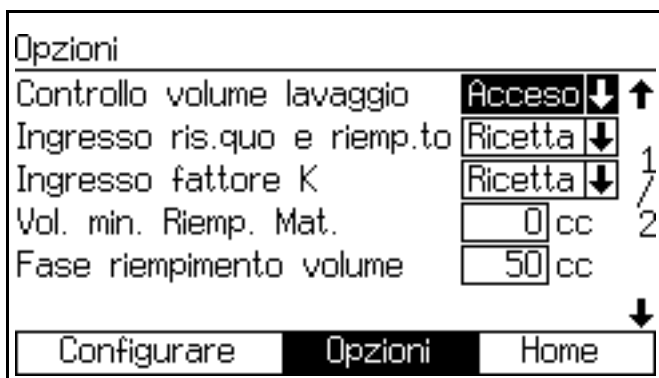 Opzioni
Controllo volume lavaggio Acceso
Ingresso ris.quo e riemp.to Ricetta
Ingresso fattore K Ricetta
Vol. min. Riemp. Mat. 0 cc
Fase riempimento volume 50 cc
1/2
Configurare Opzioni Home